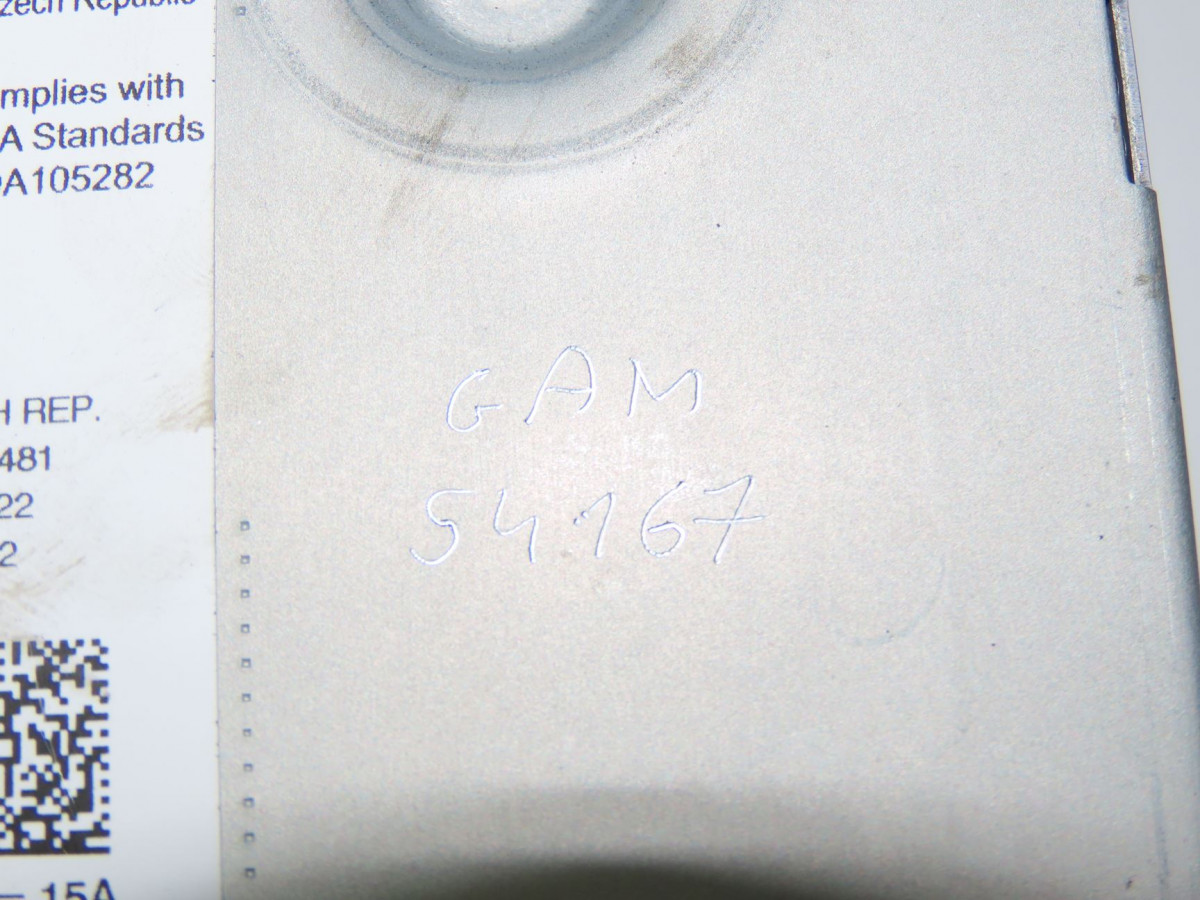 zech Republic
mplies with
A Standards
A105282
H REP.
481
22
2
GAM
54167
15A